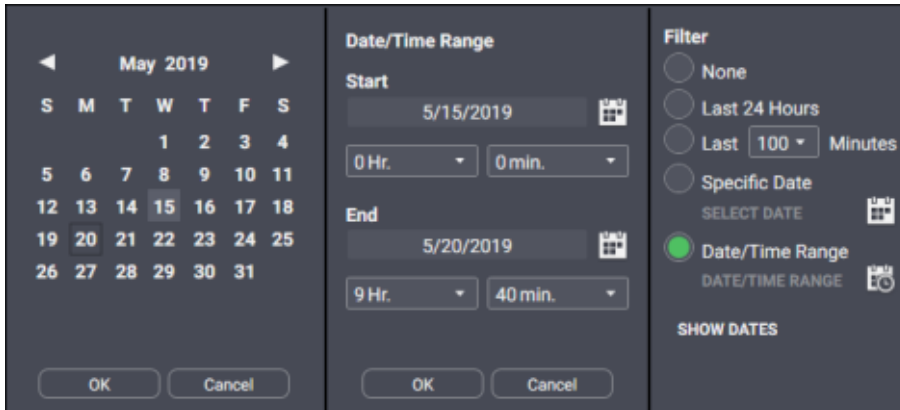 May 2019
S M T W T F S
1 2 3 4
5 6 7 8 9 10 11
12 13 14 15 16 17 18
19 20 21 22 23 24 25
26 27 28 29 30 31
OK Cancel
Date/Time Range
Start
5/15/2019
0 Hr. 0 min.
End
5/20/2019
9 Hr. 40 min.
OK Cancel
Filter
None
Last 24 Hours
Last 100 Minutes
Specific Date
SELECT DATE
Date/Time Range
DATE/TIME RANGE
SHOW DATES